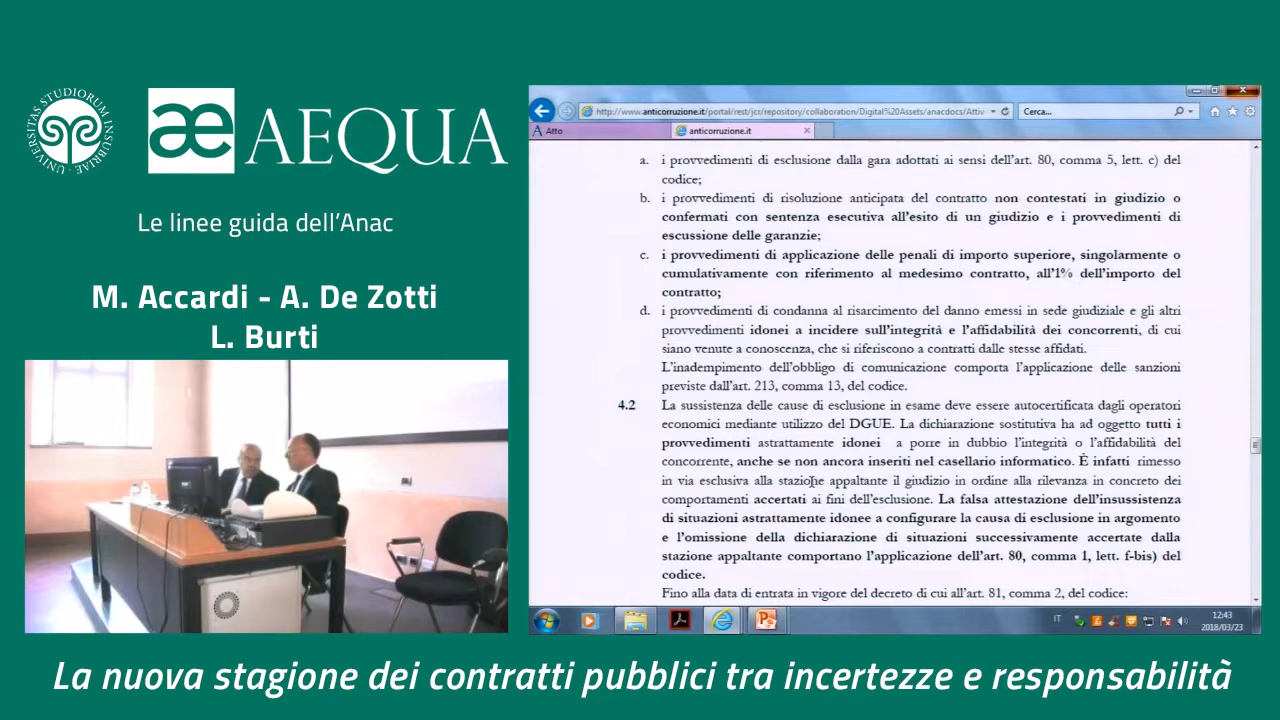 UNIVERSITAS STUDIORUM INSUBRIAE
æ AEQUA
Le linee guida dell'Anac
M. Accardi - A. De Zotti
L. Burti
http://www.anticorruzione.it/portal/rest/jcr/repository/collaboration/Digital%20Assets/anacdocs/Attiv
Cerca...
Atto
anticorruzione.it
a. i provvedimenti di esclusione dalla gara adottati ai sensi dell'art. 80, comma 5, lett. c) del
codice;
b. i provvedimenti di risoluzione anticipata del contratto non contestati in giudizio o
confermati con sentenza esecutiva all'esito di un giudizio e i provvedimenti di
escussione delle garanzie;
c. i provvedimenti di applicazione delle penali di importo superiore, singolarmente o
cumulativamente con riferimento al medesimo contratto, all'1% dell'importo del
contratto;
d. i provvedimenti di condanna al risarcimento del danno emessi in sede giudiziale e gli altri
provvedimenti idonei a incidere sull'integrità e l'affidabilità dei concorrenti, di cui
siano venute a conoscenza, che si riferiscono a contratti dalle stesse affidati.
L'inadempimento dell'obbligo di comunicazione comporta l'applicazione delle sanzioni
previste dall'art. 213, comma 13, del codice.
4.2 La sussistenza delle cause di esclusione in esame deve essere autocertificata dagli operatori
economici mediante utilizzo del DGUE. La dichiarazione sostitutiva ha ad oggetto tutti i
provvedimenti astrattamente idonei a porre in dubbio l'integrità o l'affidabilità del
concorrente, anche se non ancora inseriti nel casellario informatico. È infatti rimesso
in via esclusiva alla stazione appaltante il giudizio in ordine alla rilevanza in concreto dei
comportamenti accertati ai fini dell'esclusione. La falsa attestazione dell'insussistenza
di situazioni astrattamente idonee a configurare la causa di esclusione in argomento
e l'omissione della dichiarazione di situazioni successivamente accertate dalla
stazione appaltante comportano l'applicazione dell'art. 80, comma 1, lett. f-bis) del
codice.
Fino alla data di entrata in vigore del decreto di cui all'art. 81, comma 2, del codice:
IT
12:43
2018/03/23
La nuova stagione dei contratti pubblici tra incertezze e responsabilità